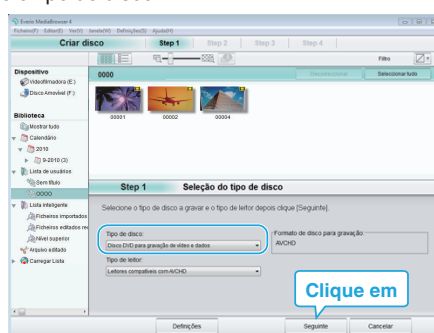 Everio MediaBrowser 4
Ficheiro(F) Editar(E) Ver(V) Janela(W) Definições(S) Ajuda(H)
Criar disco Step 1 Step 2 Step 3 Step 4
Filtro
Dispositivo
Videofilmadora (E:)
Disco Amovível (F:)
0000 Desseleccionar Seleccionar tudo
00001 00002 00004
Biblioteca
Mostrar tudo
Calendário
2010
9-2010 (3)
Lista de usuários
Sem título
0000
Lista inteligente
Ficheiros importados
Ficheiros editados re
Nível superior
Arquivo editado
Carregar Lista
Step 1 Seleção do tipo de disco
Selecione o tipo de disco a gravar e o tipo de leitor depois clique [Seguinte].
Tipo de disco:
Disco DVD para gravação de vídeo e dados
Formato de disco para gravação:
AVCHD
Tipo de leitor:
Leitores compatíveis com AVCHD
Clique em
Definições Seguinte Cancelar